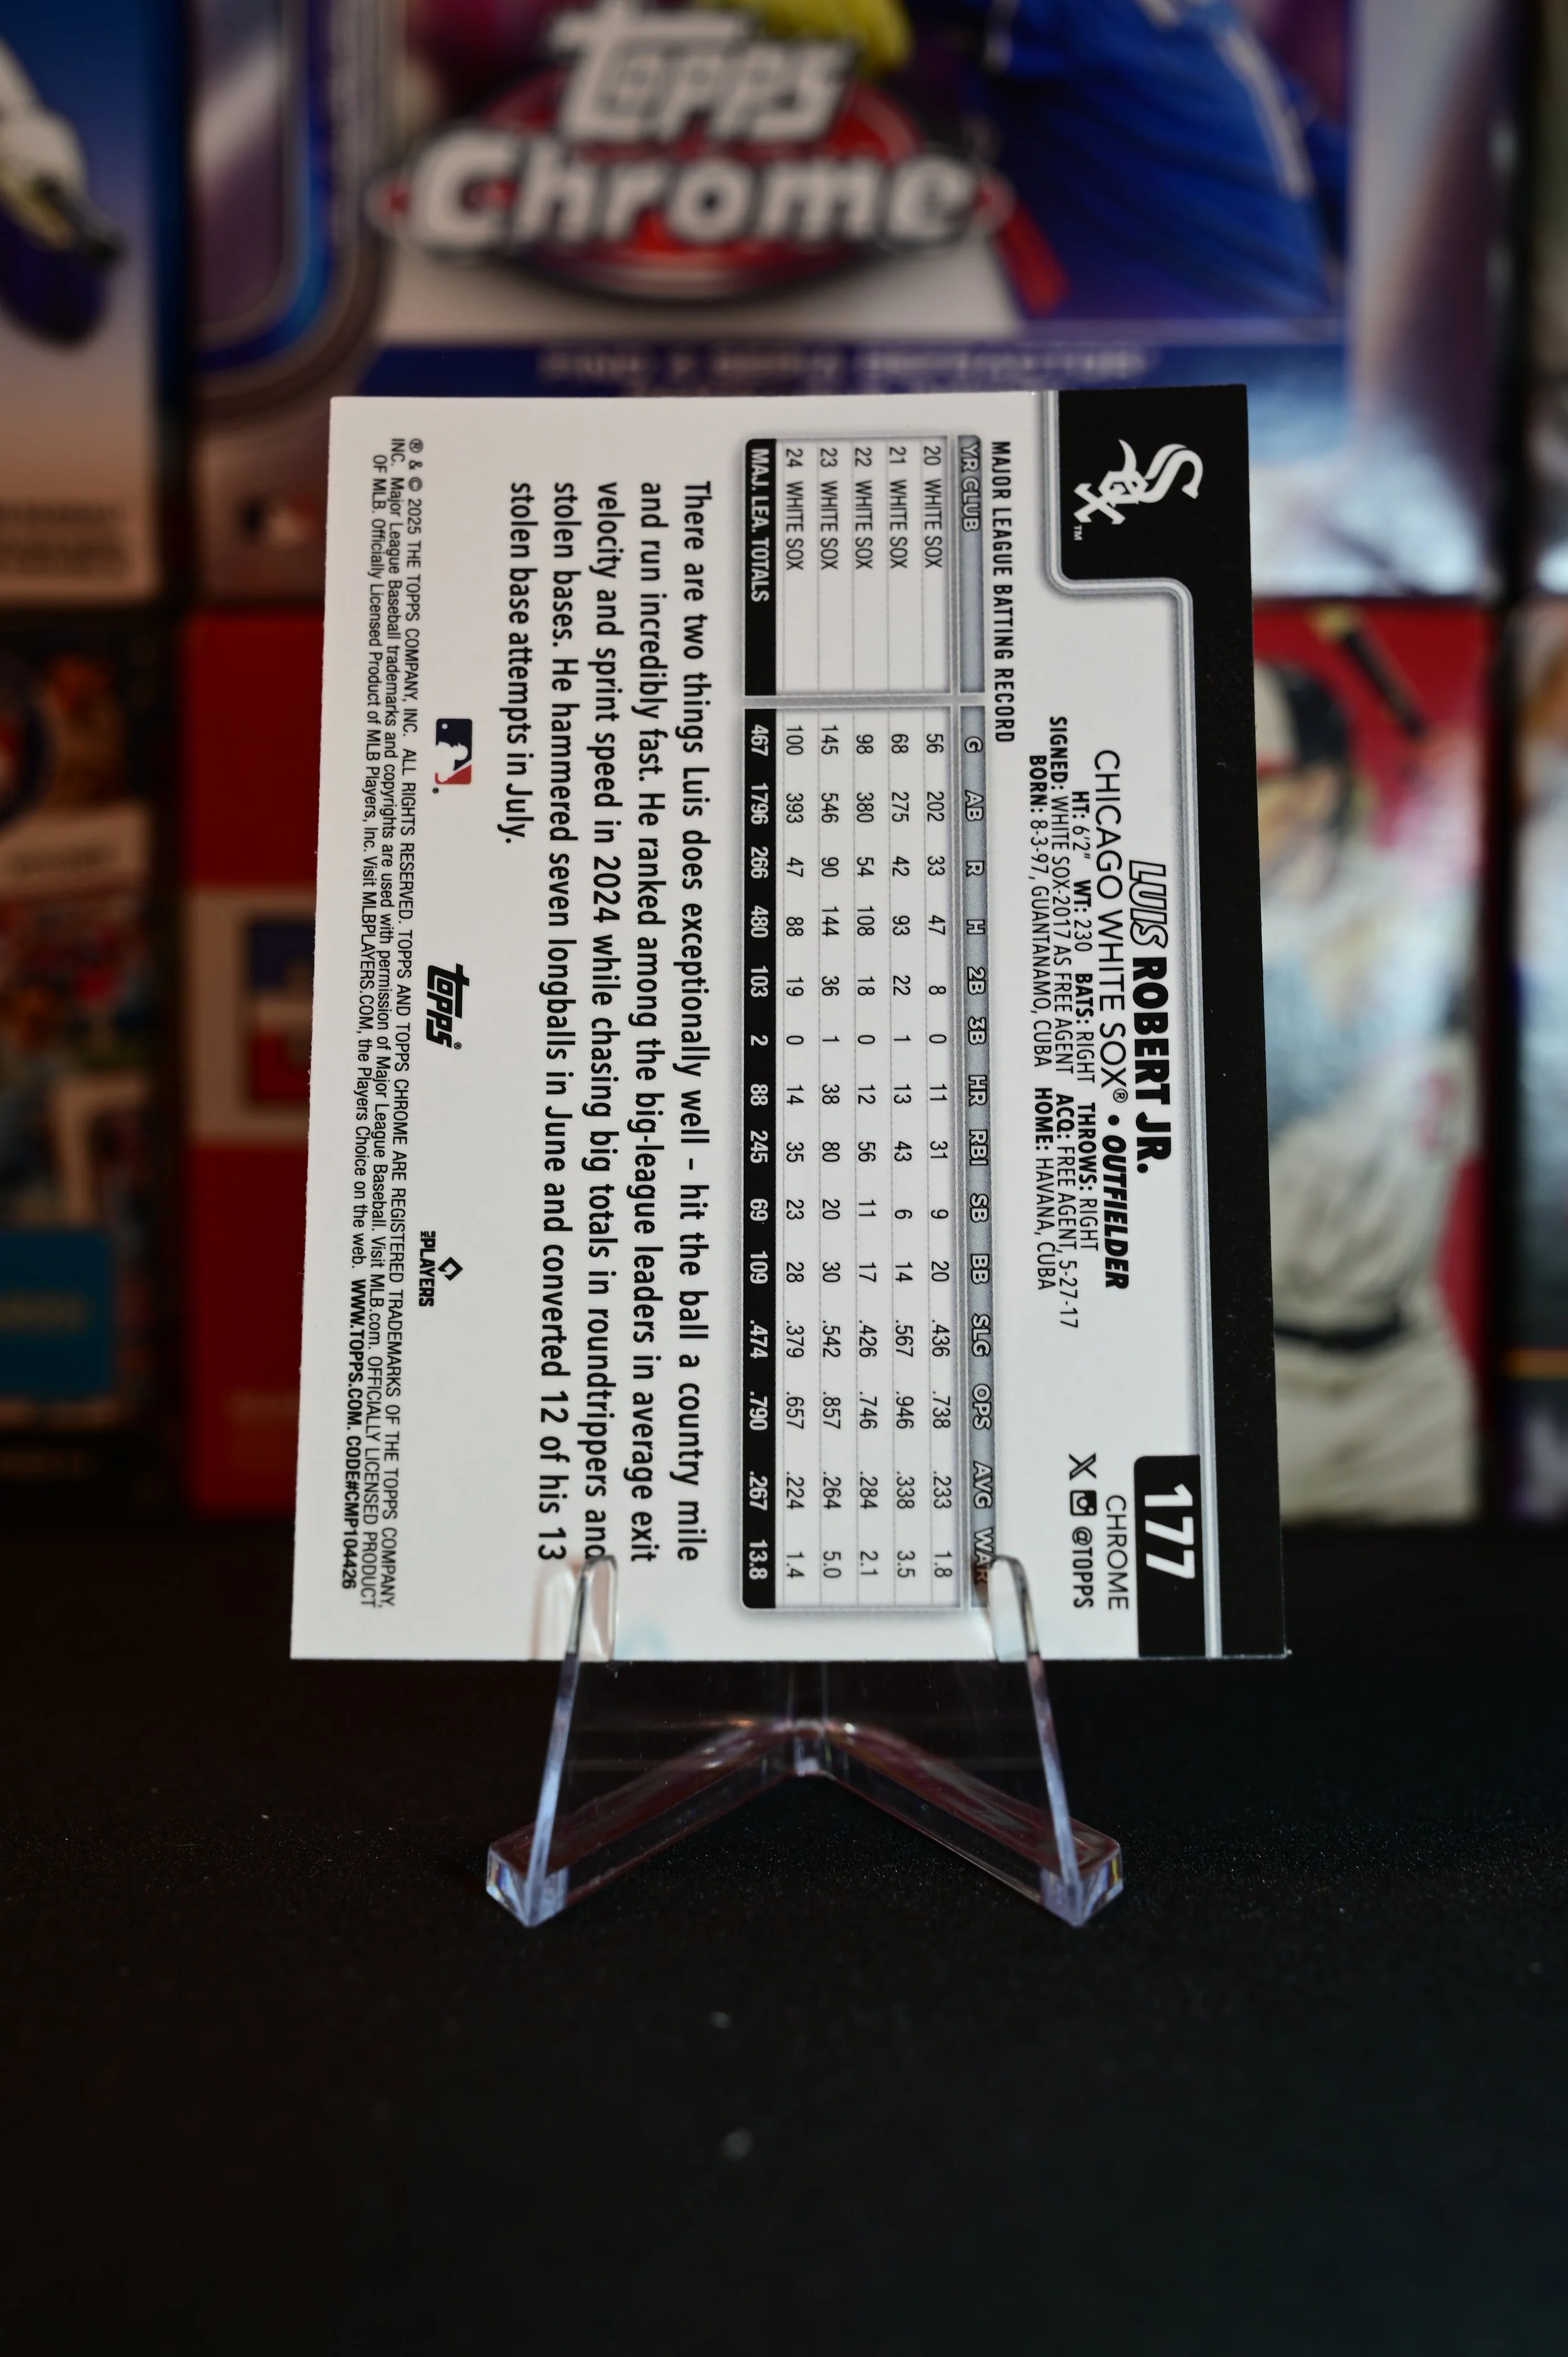 Topps
Chrome
Sox™
177
LUIS ROBERT JR.
CHICAGO WHITE SOX® • OUTFIELDER
CHROME
HT: 6'2" WT: 230 BATS: RIGHT THROWS: RIGHT
X @TOPPS
SIGNED: WHITE SOX-2017 AS FREE AGENT ACQ: FREE AGENT, 5-27-17
BORN: 8-3-97, GUANTANAMO, CUBA HOME: HAVANA, CUBA
MAJOR LEAGUE BATTING RECORD
YR CLUB G AB R H 2B 3B HR RBI SB BB SLG OPS AVG WAR
20 WHITE SOX 56 202 33 47 8 0 11 31 9 20 .436 .738 .233 1.8
21 WHITE SOX 68 275 42 93 22 1 13 43 6 14 .567 .946 .338 3.5
22 WHITE SOX 98 380 54 108 18 0 12 56 11 17 .426 .746 .284 2.1
23 WHITE SOX 145 546 90 144 36 1 38 80 20 30 .542 .857 .264 5.0
24 WHITE SOX 100 393 47 88 19 0 14 35 23 28 .379 .657 .224 1.4
MAJ. LEA. TOTALS 467 1796 266 480 103 2 88 245 69 109 .474 .790 .267 13.8
There are two things Luis does exceptionally well – hit the ball a country mile
and run incredibly fast. He ranked among the big-league leaders in average exit
velocity and sprint speed in 2024 while chasing big totals in roundtrippers and
stolen bases. He hammered seven longballs in June and converted 12 of his 13
stolen base attempts in July.
topps®
MLB PLAYERS
® & © 2025 THE TOPPS COMPANY, INC. ALL RIGHTS RESERVED. TOPPS AND TOPPS CHROME ARE REGISTERED TRADEMARKS OF THE TOPPS COMPANY,
INC. Major League Baseball trademarks and copyrights are used with permission of Major League Baseball. Visit MLB.com. OFFICIALLY LICENSED PRODUCT
OF MLB. Officially Licensed Product of MLB Players, Inc. Visit MLBPLAYERS.COM, the Players Choice on the web. WWW.TOPPS.COM. CODE#CMP104426